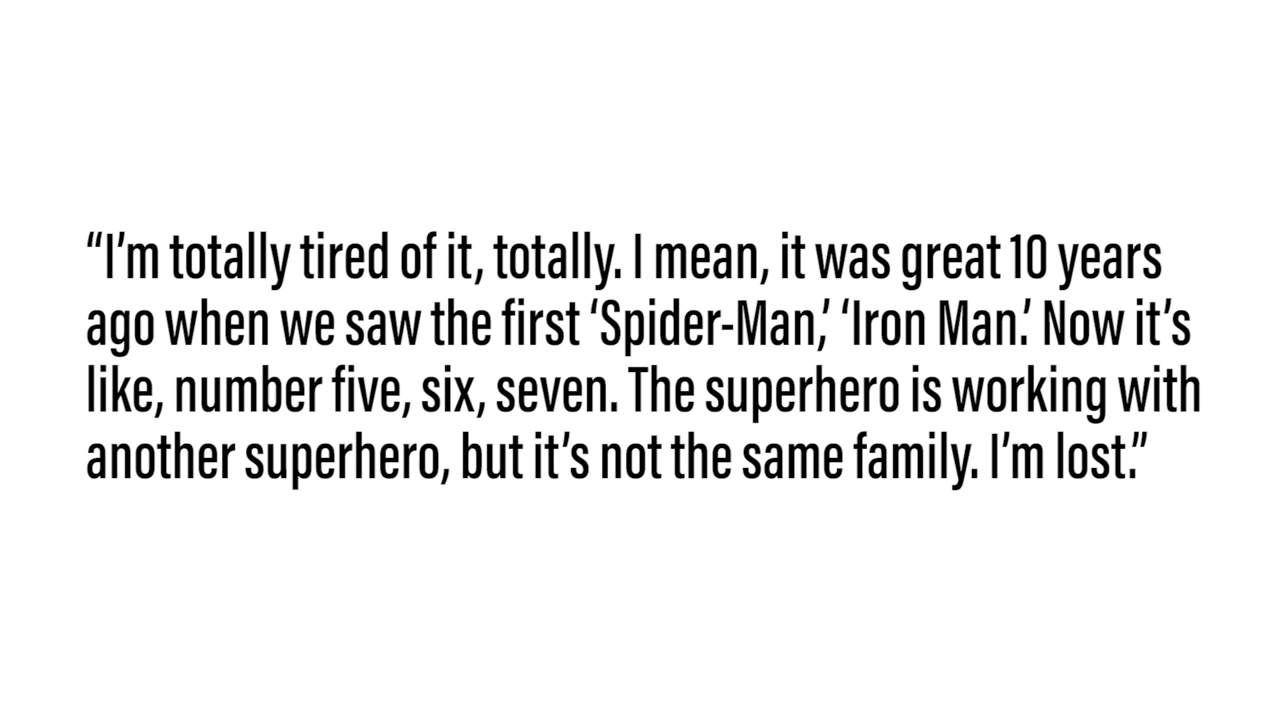 “I’m totally tired of it, totally. I mean, it was great 10 years
ago when we saw the first ‘Spider-Man,’ ‘Iron Man.’ Now it’s
like, number five, six, seven. The superhero is working with
another superhero, but it’s not the same family. I’m lost.”